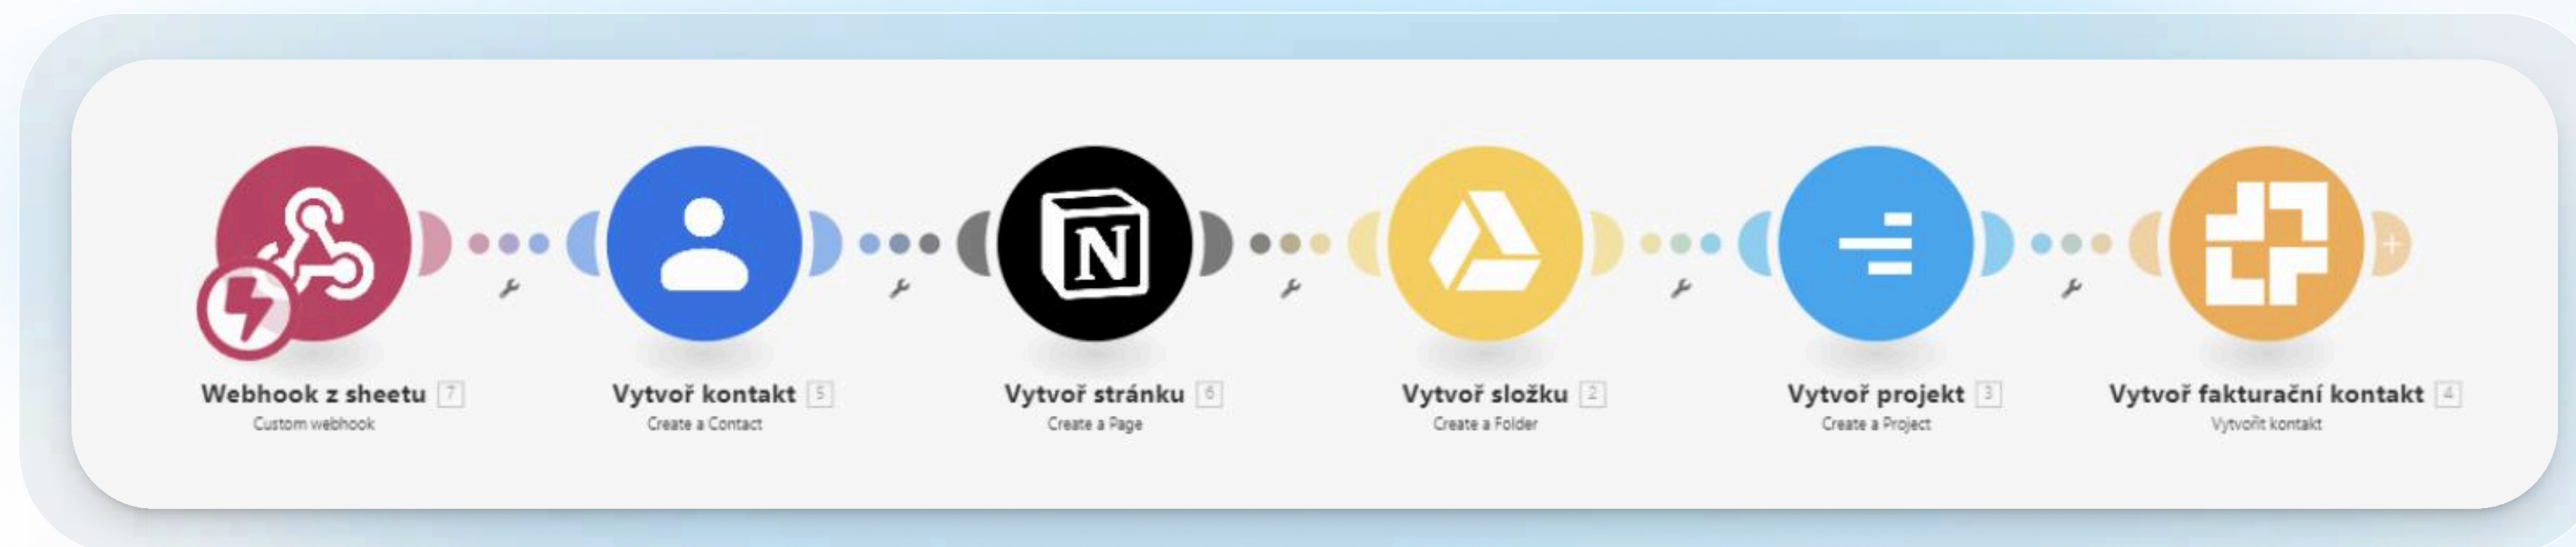 N
Webhook z sheetu 7
Custom webhook
Vytvoř kontakt 5
Create a Contact
Vytvoř stránku 6
Create a Page
Vytvoř složku 2
Create a Folder
Vytvoř projekt 3
Create a Project
Vytvoř fakturační kontakt 4
Vytvořit kontakt